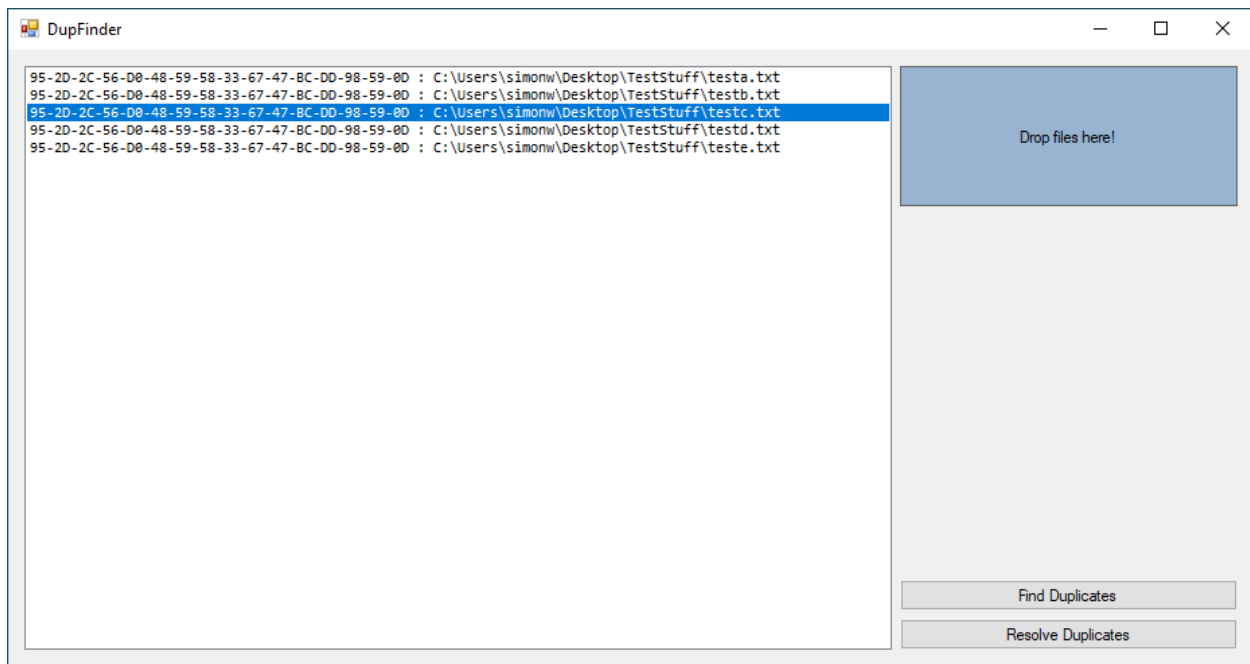 DupFinder
95-2D-2C-56-D0-48-59-58-33-67-47-BC-DD-98-59-0D : C:\Users\simonw\Desktop\TestStuff\testa.txt
95-2D-2C-56-D0-48-59-58-33-67-47-BC-DD-98-59-0D : C:\Users\simonw\Desktop\TestStuff\testb.txt
95-2D-2C-56-D0-48-59-58-33-67-47-BC-DD-98-59-0D : C:\Users\simonw\Desktop\TestStuff\testc.txt
95-2D-2C-56-D0-48-59-58-33-67-47-BC-DD-98-59-0D : C:\Users\simonw\Desktop\TestStuff\testd.txt
95-2D-2C-56-D0-48-59-58-33-67-47-BC-DD-98-59-0D : C:\Users\simonw\Desktop\TestStuff\teste.txt
Drop files here!
Find Duplicates
Resolve Duplicates